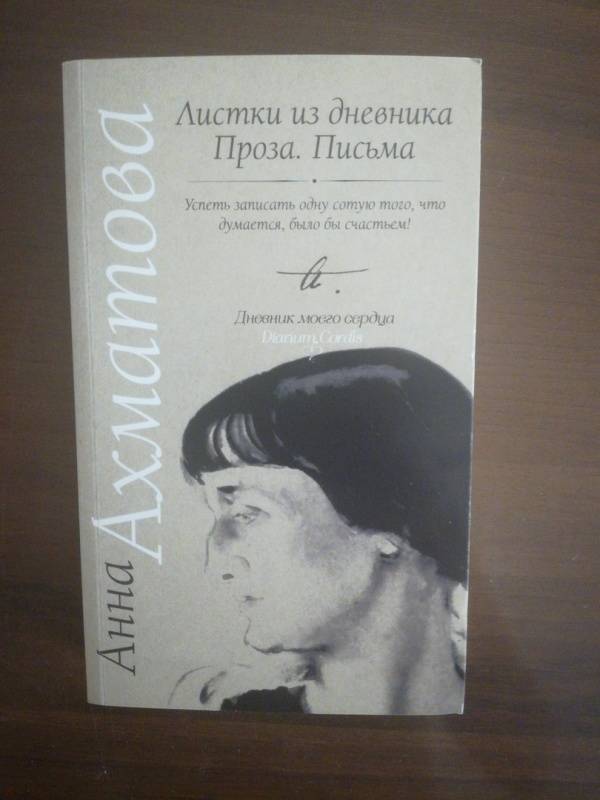 Анна
Ахматова
Листки из дневника
Проза. Письма
Успеть записать одну сотую того, что
думается, было бы счастьем!
Дневник моего сердца
Diarium Cordis